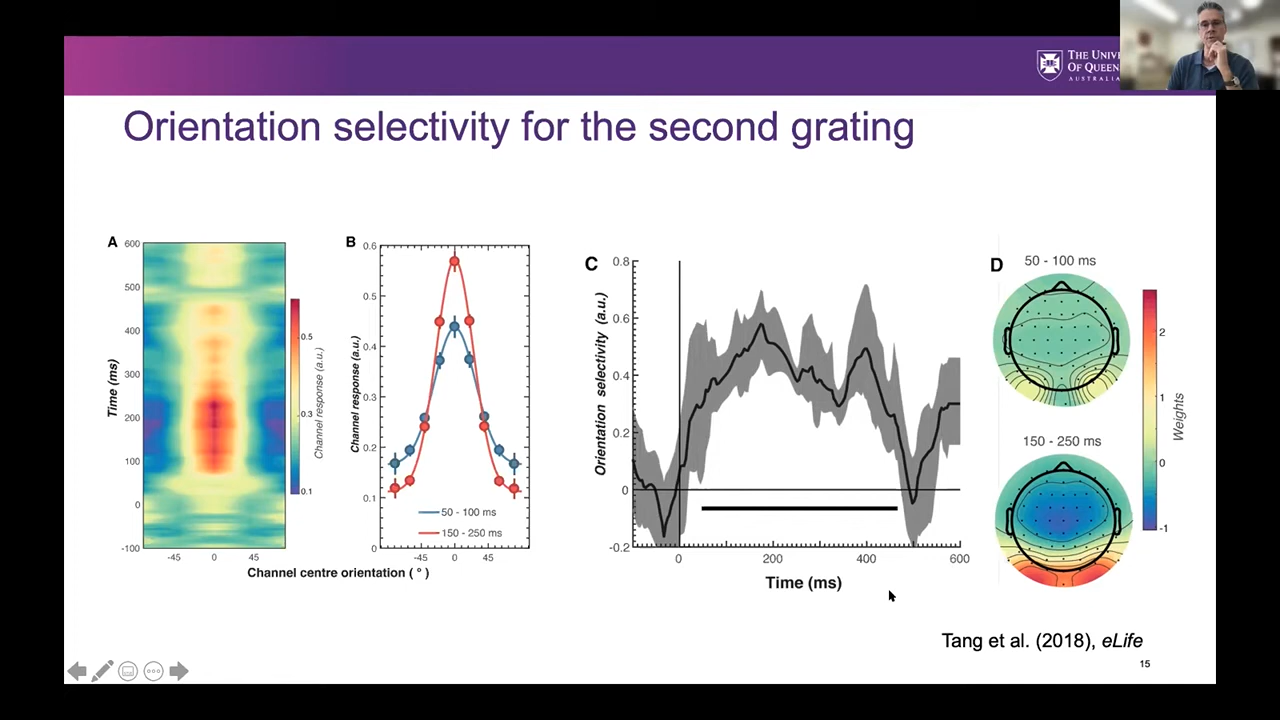 THE UNIVE
OF QUEEN
AUSTRALIA
Orientation selectivity for the second grating
A
600
500
400
300
200
100
0
-100
Time (ms)
-45
0
45
0.5
0.3
0.1
Channel response (a.u.)
B
0.6
0.5
0.4
0.3
0.2
0.1
0
Channel response (a.u.)
50 - 100 ms
150 - 250 ms
-45
0
45
Channel centre orientation ( ° )
C
0.8
0.6
0.4
0.2
0
-0.2
Orientation selectivity (a.u.)
0
200
400
600
Time (ms)
D
50 - 100 ms
150 - 250 ms
2
1
0
-1
Weights
Tang et al. (2018), eLife
15